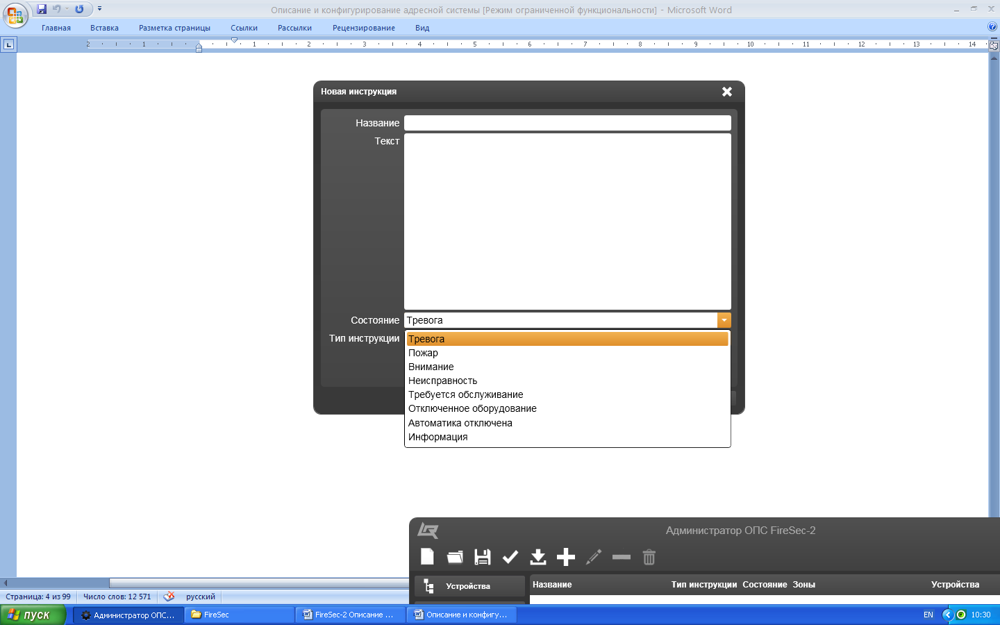 Описание и конфигурирование адресной системы [Режим ограниченной функциональности] - Microsoft Word
Главная Вставка Разметка страницы Ссылки Рассылки Рецензирование Вид
2 1 1 2 3 4 5 6 7 8 9 10 11 12 13 14
Новая инструкция
Название
Текст
Состояние Тревога
Тип инструкции
Тревога
Пожар
Внимание
Неисправность
Требуется обслуживание
Отключенное оборудование
Автоматика отключена
Информация
Администратор ОПС FireSec-2
Устройства
Название Тип инструкции Состояние Зоны Устройства
Страница: 4 из 99 Число слов: 12 571 русский
пуск Администратор ОПС... FireSec FireSec-2 Описание ... Описание и конфигу... EN 10:30